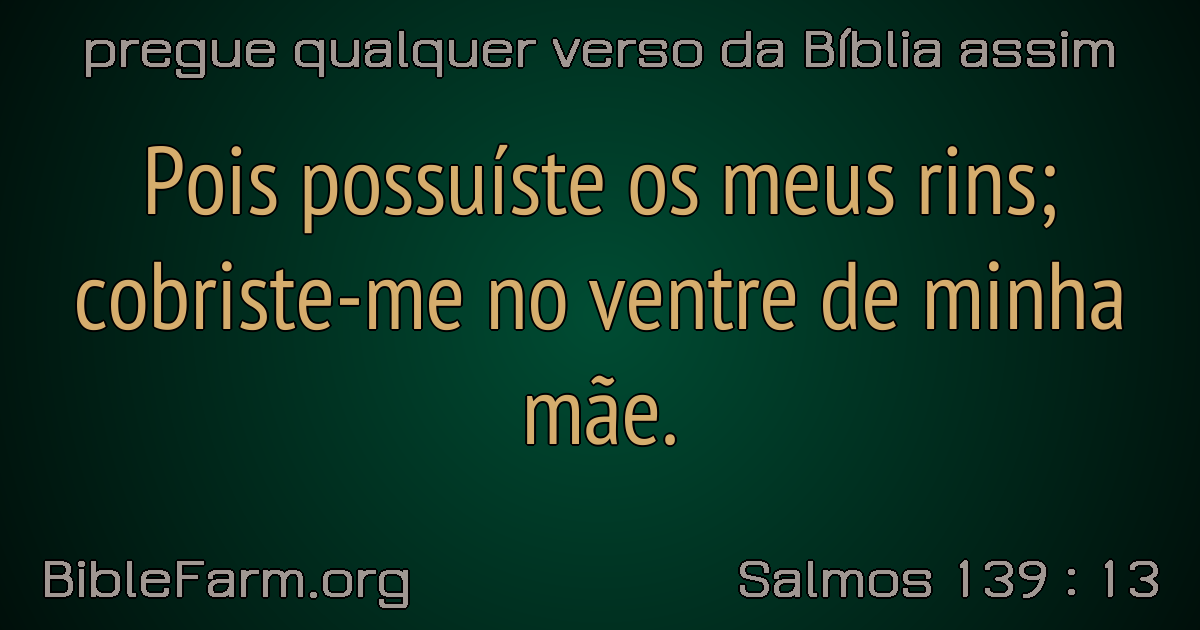 pregue qualquer verso da Bíblia assim
Pois possuíste os meus rins;
cobriste-me no ventre de minha
mãe.
BibleFarm.org
Salmos 139 : 13